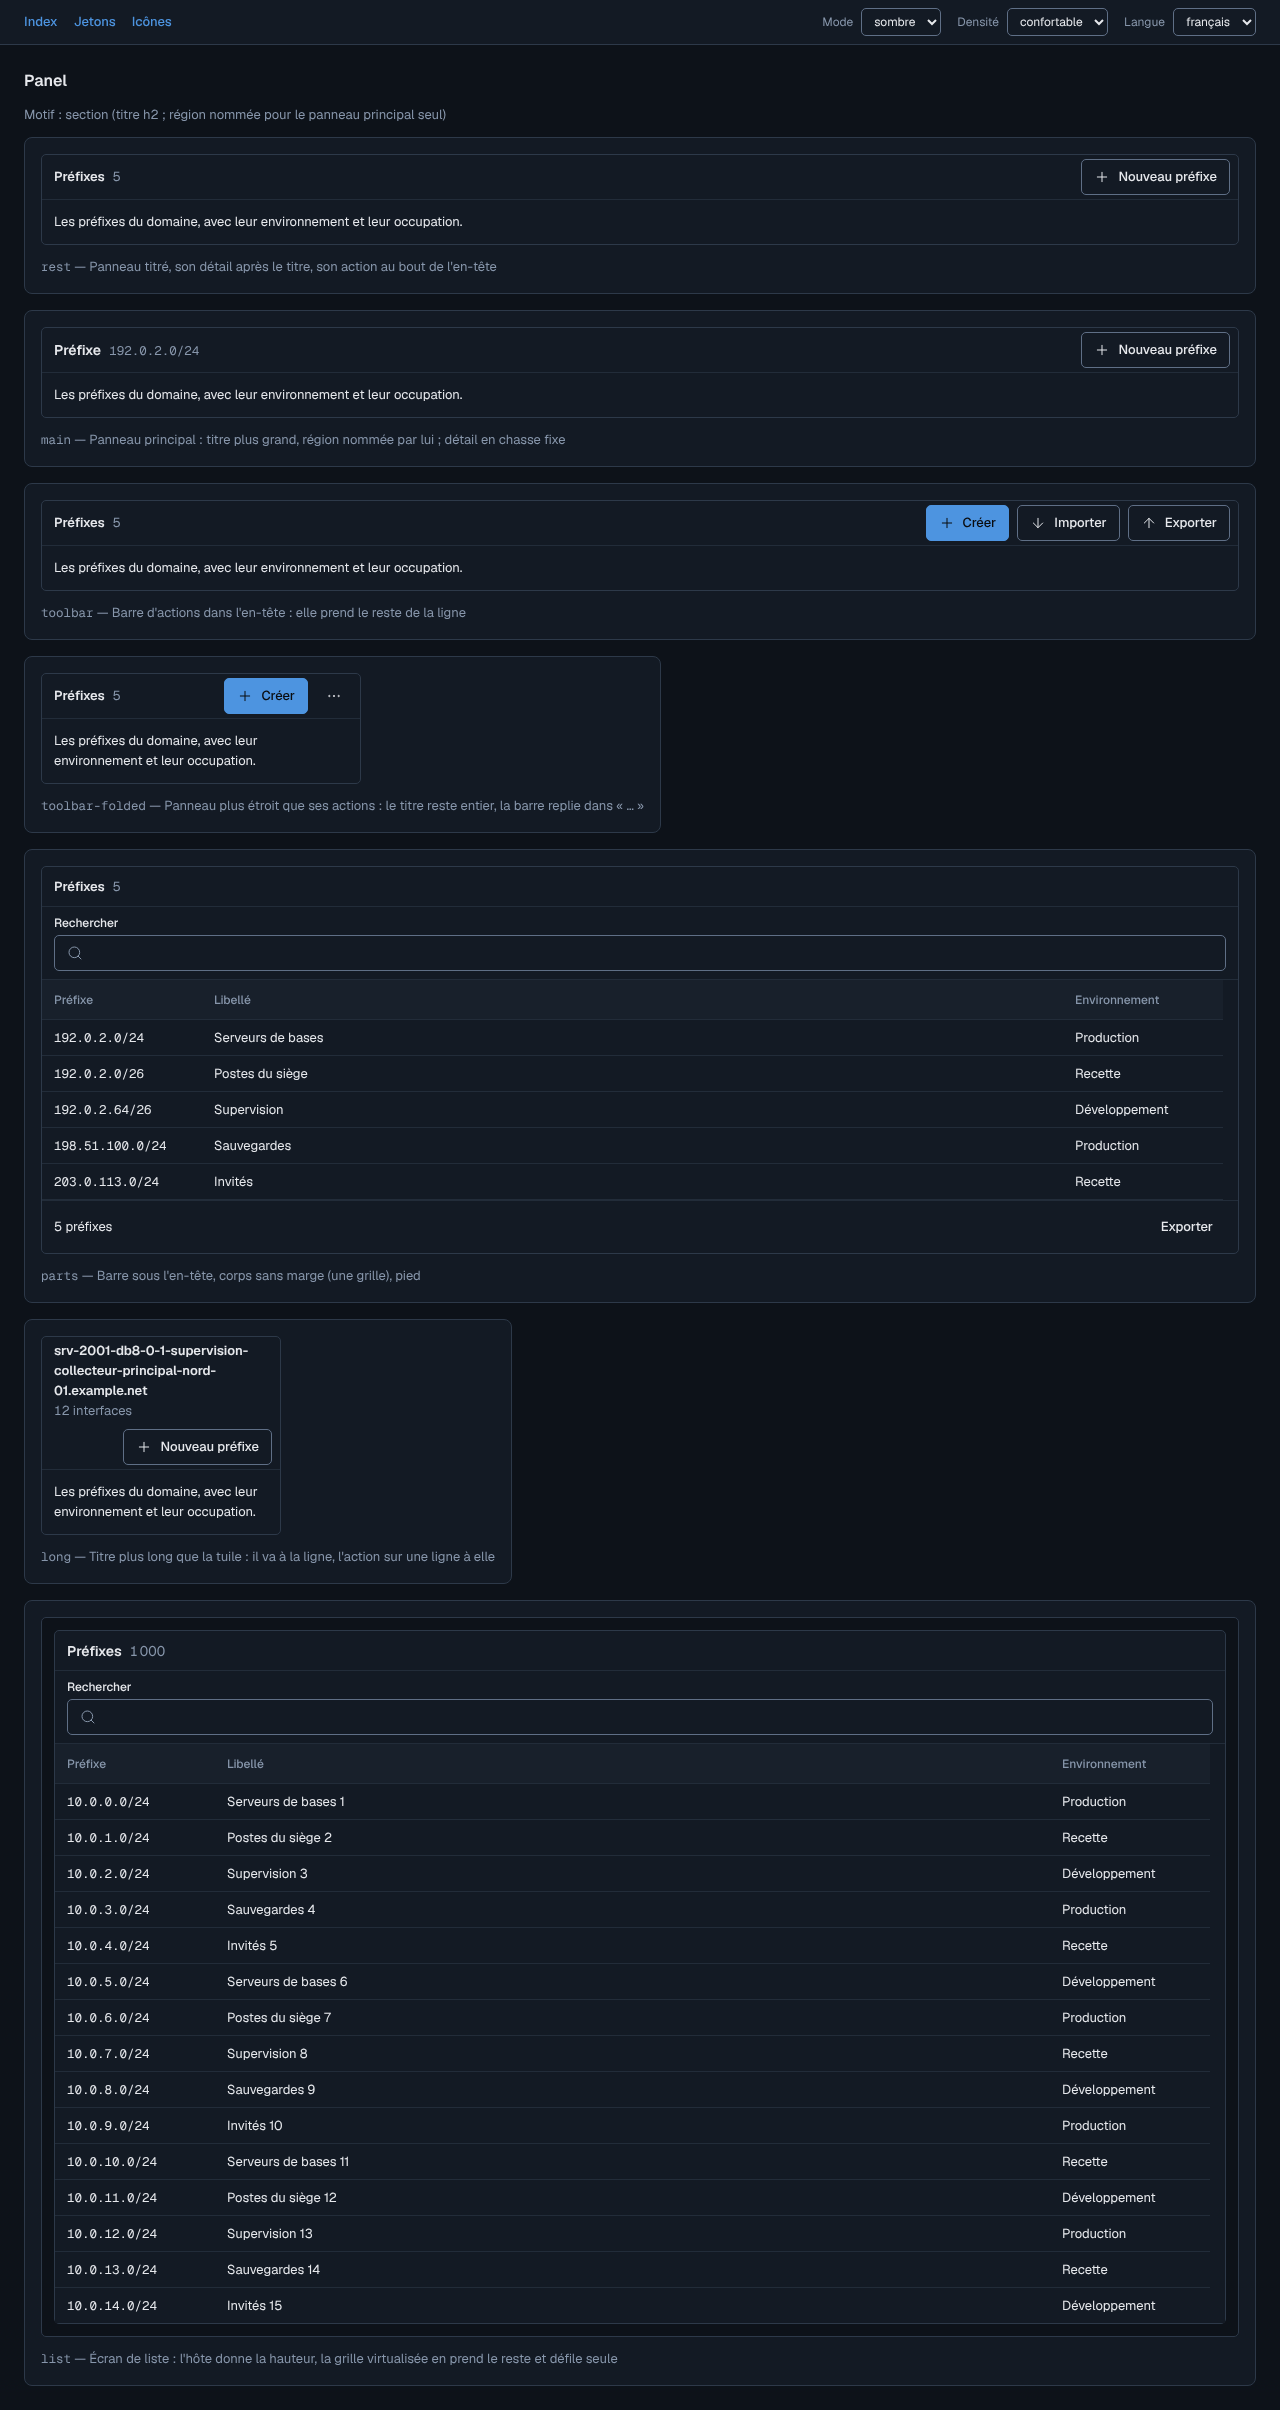 Index Jetons Icônes Mode sombre Densité confortable Langue français
Panel
Motif : section (titre h2 ; région nommée pour le panneau principal seul)
Préfixes 5 Nouveau préfixe
Les préfixes du domaine, avec leur environnement et leur occupation.
rest — Panneau titré, son détail après le titre, son action au bout de l'en-tête
Préfixe 192.0.2.0/24 Nouveau préfixe
Les préfixes du domaine, avec leur environnement et leur occupation.
main — Panneau principal : titre plus grand, région nommée par lui ; détail en chasse fixe
Préfixes 5 Créer Importer Exporter
Les préfixes du domaine, avec leur environnement et leur occupation.
toolbar — Barre d'actions dans l'en-tête : elle prend le reste de la ligne
Préfixes 5 Créer ⋯
Les préfixes du domaine, avec leur
environnement et leur occupation.
toolbar-folded — Panneau plus étroit que ses actions : le titre reste entier, la barre replie dans « … »
Préfixes 5
Rechercher
Préfixe Libellé Environnement
192.0.2.0/24 Serveurs de bases Production
192.0.2.0/26 Postes du siège Recette
192.0.2.64/26 Supervision Développement
198.51.100.0/24 Sauvegardes Production
203.0.113.0/24 Invités Recette
5 préfixes Exporter
parts — Barre sous l'en-tête, corps sans marge (une grille), pied
srv-2001-db8-0-1-supervision-
collecteur-principal-nord-
01.example.net
12 interfaces
Nouveau préfixe
Les préfixes du domaine, avec leur
environnement et leur occupation.
long — Titre plus long que la tuile : il va à la ligne, l'action sur une ligne à elle
Préfixes 1 000
Rechercher
Préfixe Libellé Environnement
10.0.0.0/24 Serveurs de bases 1 Production
10.0.1.0/24 Postes du siège 2 Recette
10.0.2.0/24 Supervision 3 Développement
10.0.3.0/24 Sauvegardes 4 Production
10.0.4.0/24 Invités 5 Recette
10.0.5.0/24 Serveurs de bases 6 Développement
10.0.6.0/24 Postes du siège 7 Production
10.0.7.0/24 Supervision 8 Recette
10.0.8.0/24 Sauvegardes 9 Développement
10.0.9.0/24 Invités 10 Production
10.0.10.0/24 Serveurs de bases 11 Recette
10.0.11.0/24 Postes du siège 12 Développement
10.0.12.0/24 Supervision 13 Production
10.0.13.0/24 Sauvegardes 14 Recette
10.0.14.0/24 Invités 15 Développement
list — Écran de liste : l'hôte donne la hauteur, la grille virtualisée en prend le reste et défile seule